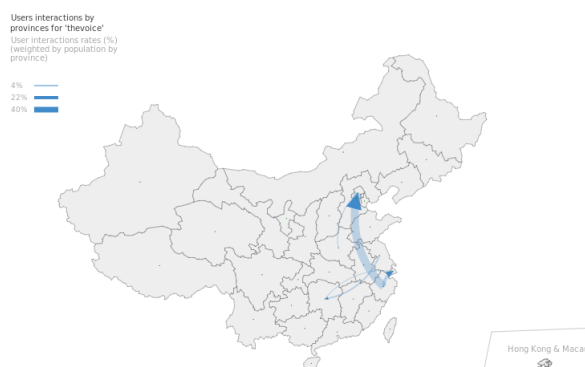 Users interactions by
provinces for 'thevoice'
User interactions rates (%)
(weighted by population by
province)
4%
22%
40%
Hong Kong & Macau